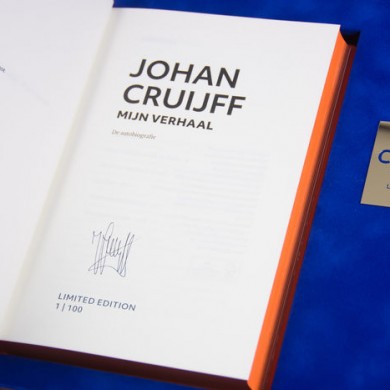 JOHAN
CRUIJFF
MIJN VERHAAL
De autobiografie
LIMITED EDITION
1 | 100